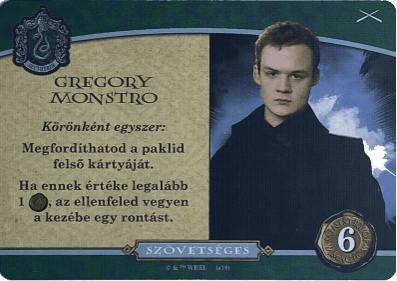 GREGORY
MONSTRO
Körönként egyszer:
Megfordíthatod a paklid
felső kártyáját.
Ha ennek értéke legalább
1 , az ellenfeled vegyen
a kezébe egy rontást.
6
SZÖVETSÉGES